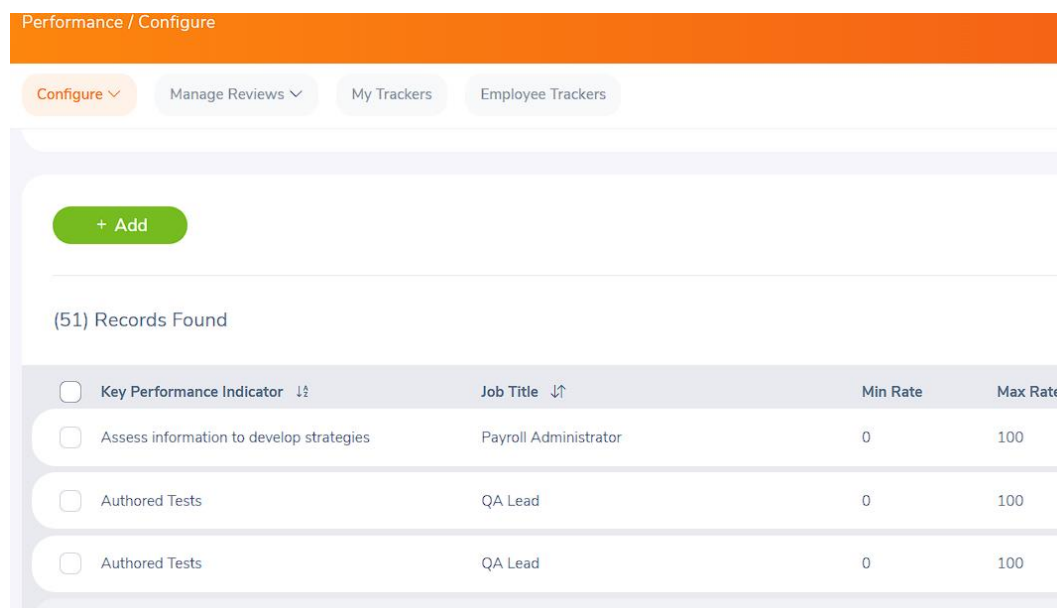 Performance / Configure
Configure Manage Reviews My Trackers Employee Trackers
+ Add
(51) Records Found
Key Performance Indicator Job Title Min Rate Max Rate
Assess information to develop strategies Payroll Administrator 0 100
Authored Tests QA Lead 0 100
Authored Tests QA Lead 0 100